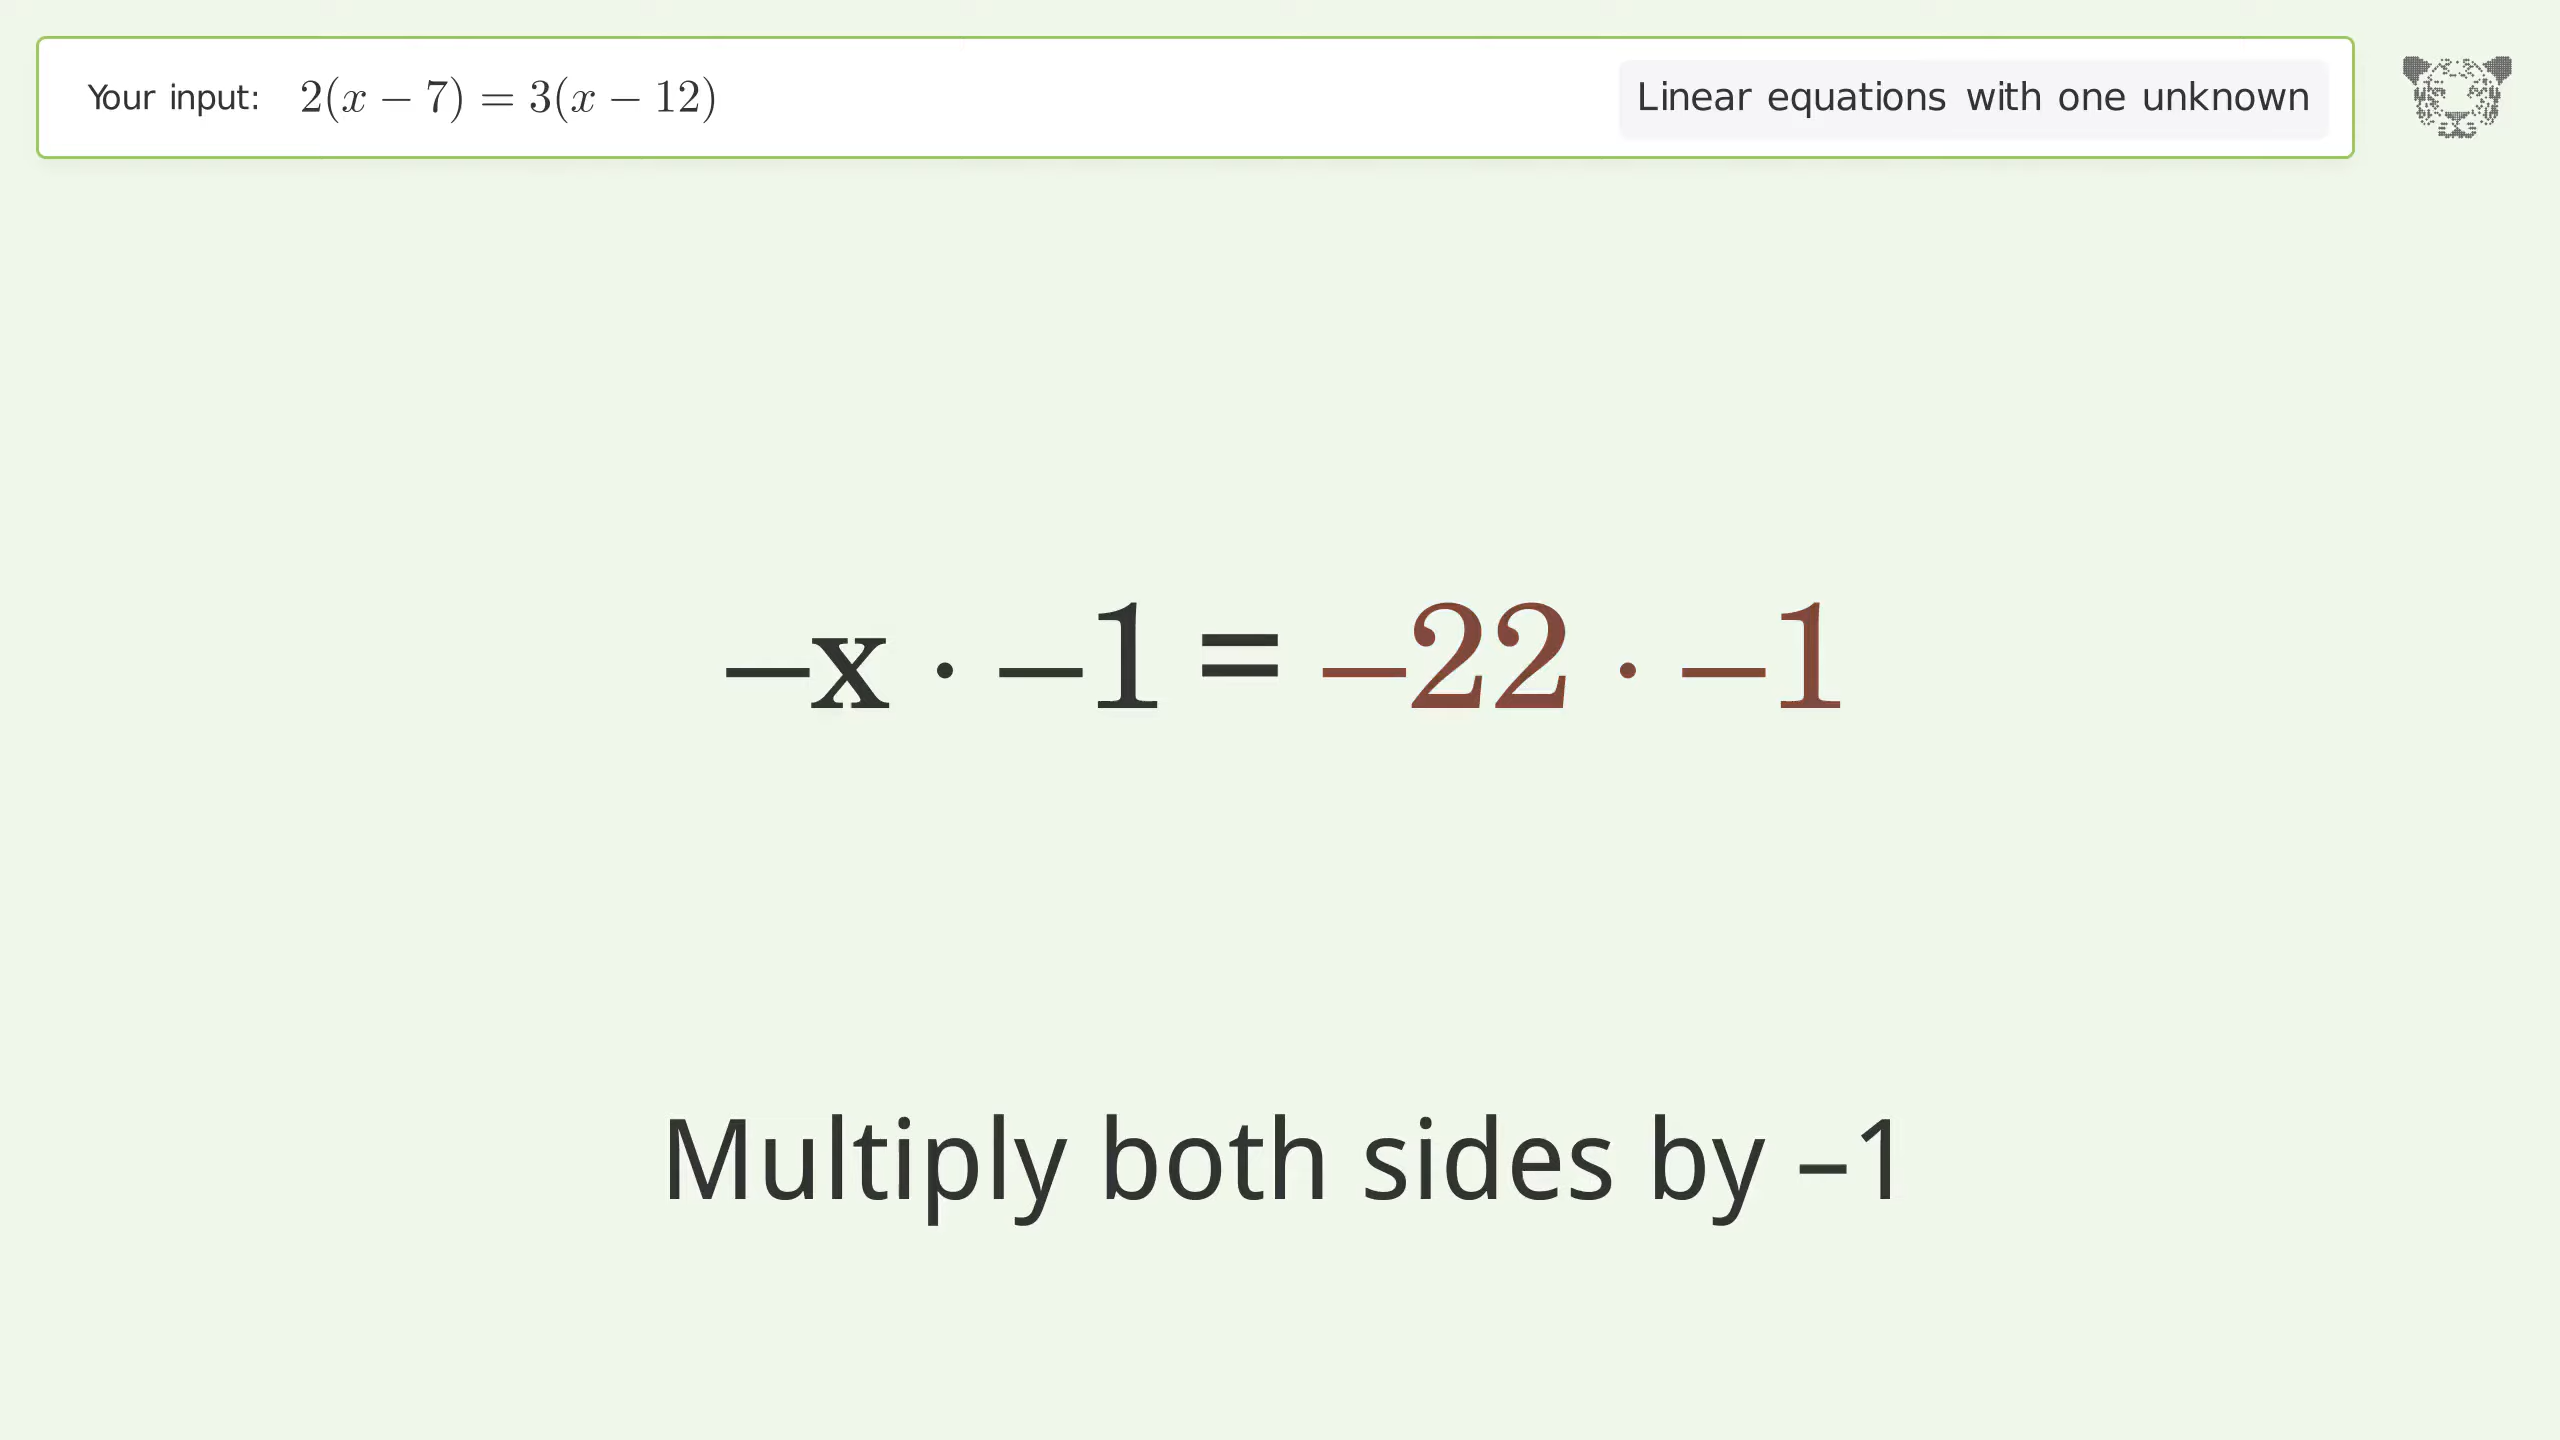 Your input: 2(x − 7) = 3(x − 12)
Linear equations with one unknown
−x · −1 = −22 · −1
Multiply both sides by –1